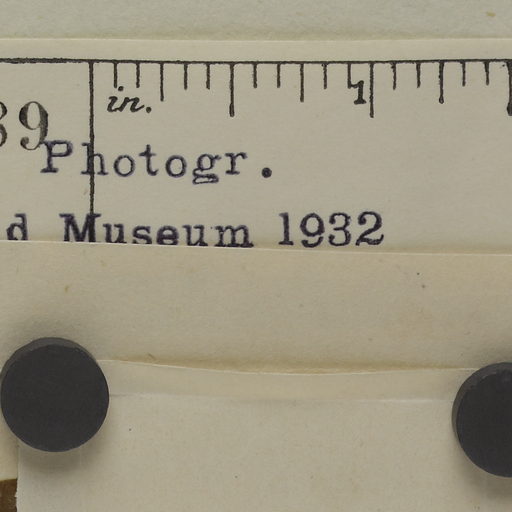 in. 1
39
Photogr.
d Museum 1932